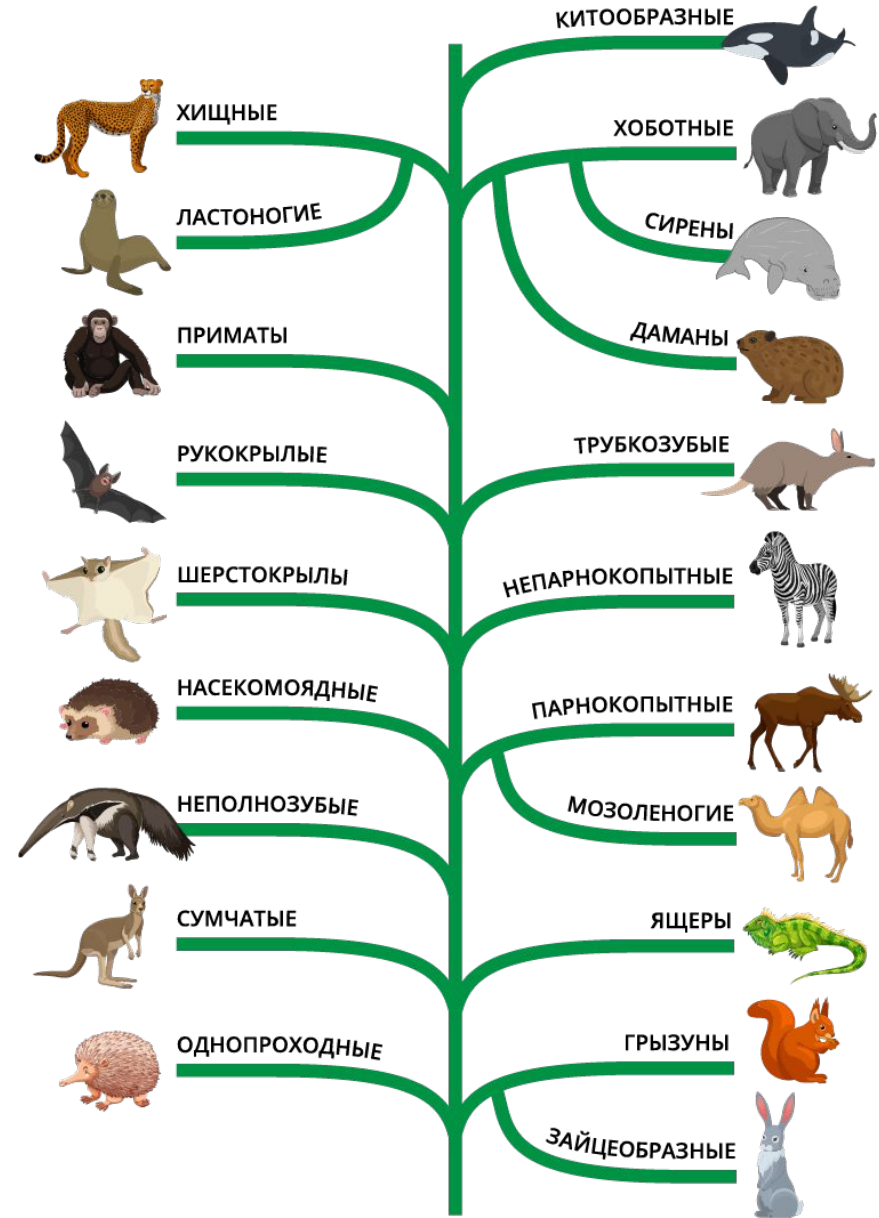 КИТООБРАЗНЫЕ
ХИЩНЫЕ
ХОБОТНЫЕ
ЛАСТОНОГИЕ
СИРЕНЫ
ПРИМАТЫ
ДАМАНЫ
РУКОКРЫЛЫЕ
ТРУБКОЗУБЫЕ
ШЕРСТОКРЫЛЫ
НЕПАРНОКОПЫТНЫЕ
НАСЕКОМОЯДНЫЕ
ПАРНОКОПЫТНЫЕ
НЕПОЛНОЗУБЫЕ
МОЗОЛЕНОГИЕ
СУМЧАТЫЕ
ЯЩЕРЫ
ОДНОПРОХОДНЫЕ
ГРЫЗУНЫ
ЗАЙЦЕОБРАЗНЫЕ